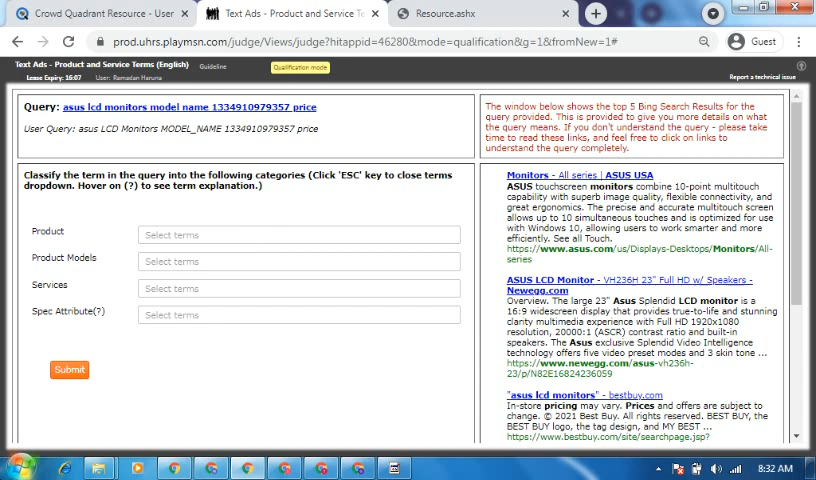 Crowd Quadrant Resource - User
Text Ads - Product and Service Te
Resource.ashx
prod.uhrs.playmsn.com/judge/Views/judge?hitappid=46280&mode=qualification&g=1&fromNew=1#
Guest
Text Ads - Product and Service Terms (English)
Guideline
Qualification mode
Lease Expiry: 16:07
User: Ramadan Haruna
Report a technical issue
Query: asus lcd monitors model name 1334910979357 price
User Query: asus LCD Monitors MODEL_NAME 1334910979357 price
The window below shows the top 5 Bing Search Results for the
query provided. This is provided to give you more details on what
the query means. If you don't understand the query - please take
time to read these links, and feel free to click on links to
understand the query completely.
Classify the term in the query into the following categories (Click 'ESC' key to close terms
dropdown. Hover on (?) to see term explanation.)
Product
Select terms
Product Models
Select terms
Services
Select terms
Spec Attribute(?)
Select terms
Submit
Monitors - All series | ASUS USA
ASUS touchscreen monitors combine 10-point multitouch
capability with superb image quality, flexible connectivity, and
great ergonomics. The precise and accurate multitouch screen
allows up to 10 simultaneous touches and is optimized for use
with Windows 10, allowing users to work smarter and more
efficiently. See all Touch.
https://www.asus.com/us/Displays-Desktops/Monitors/All-
series
ASUS LCD Monitor - VH236H 23" Full HD w/ Speakers -
Newegg.com
Overview. The large 23" Asus Splendid LCD monitor is a
16:9 widescreen display that provides true-to-life and stunning
clarity multimedia experience with Full HD 1920x1080
resolution, 20000:1 (ASCR) contrast ratio and built-in
speakers. The Asus exclusive Splendid Video Intelligence
technology offers five video preset modes and 3 skin tone ...
https://www.newegg.com/asus-vh236h-
23/p/N82E16824236059
"asus lcd monitors" - bestbuy.com
In-store pricing may vary. Prices and offers are subject to
change. © 2021 Best Buy. All rights reserved. BEST BUY, the
BEST BUY logo, the tag design, and MY BEST ...
https://www.bestbuy.com/site/searchpage.jsp?
8:32 AM